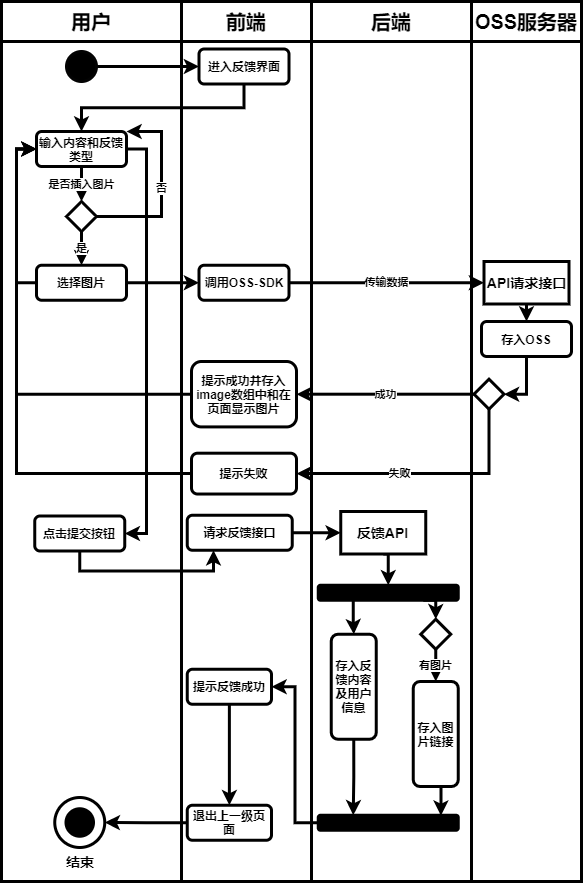 用户
前端
后端
OSS服务器
进入反馈界面
输入内容和反馈
类型
是否插入图片
否
是
选择图片
调用OSS-SDK
传输数据
API请求接口
存入OSS
提示成功并存入
image数组中和在
页面显示图片
成功
提示失败
失败
点击提交按钮
请求反馈接口
反馈API
存入反
馈内容
及用户
信息
有图片
存入图
片链接
提示反馈成功
退出上一级页
面
结束